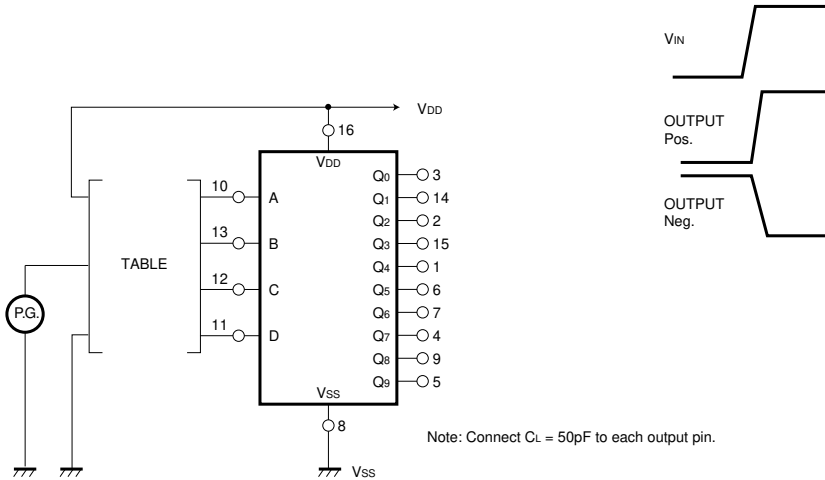 VIN
VDD
OUTPUT
Pos.
16
VDD
10
A
Q0
3
Q1
14
OUTPUT
Neg.
Q2
2
13
B
Q3
15
TABLE
Q4
1
12
C
Q5
6
P.G.
Q6
7
11
D
Q7
4
Q8
9
Q9
5
VSS
8
Note: Connect CL = 50pF to each output pin.
VSS